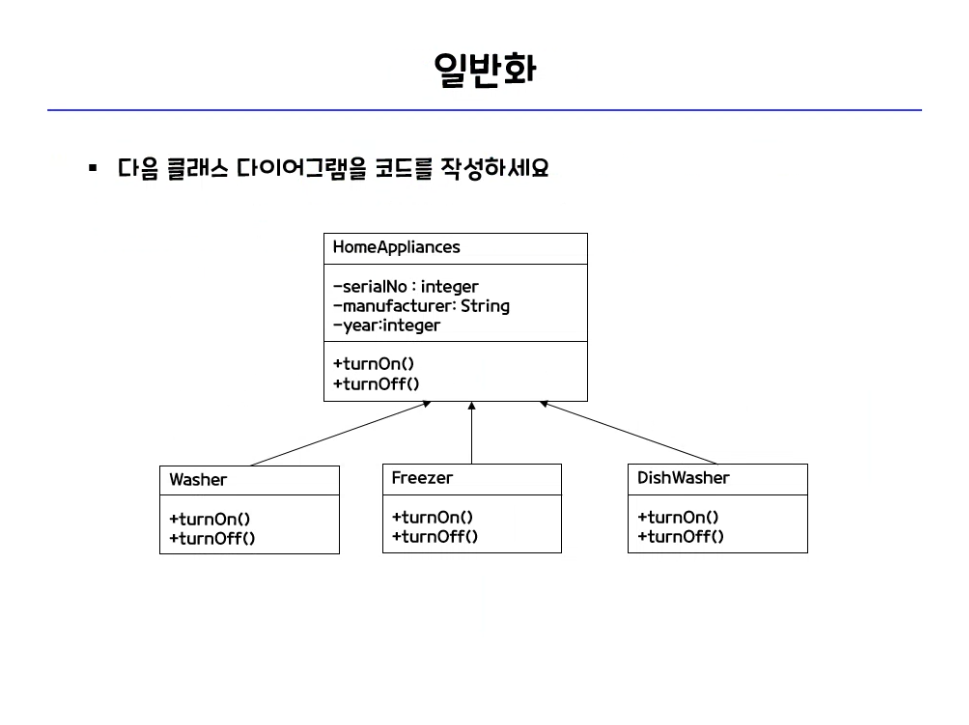 일반화
▪ 다음 클래스 다이어그램을 코드를 작성하세요
HomeAppliances
-serialNo : integer
-manufacturer: String
-year:integer
+turnOn()
+turnOff()
Washer
+turnOn()
+turnOff()
Freezer
+turnOn()
+turnOff()
DishWasher
+turnOn()
+turnOff()